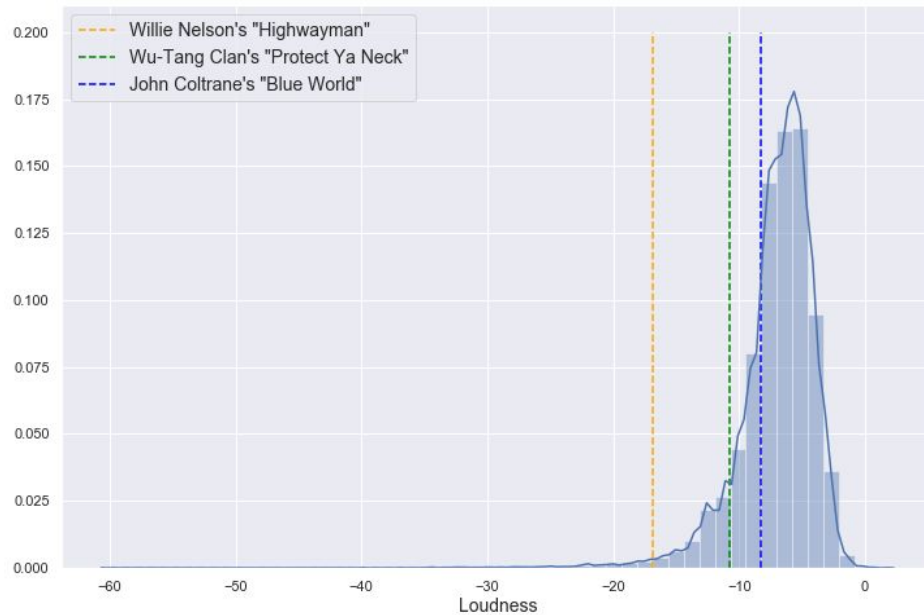 0.200
0.175
0.150
0.125
0.100
0.075
0.050
0.025
0.000
Willie Nelson's "Highwayman"
Wu-Tang Clan's "Protect Ya Neck"
John Coltrane's "Blue World"
−60 −50 −40 −30 −20 −10 0
Loudness